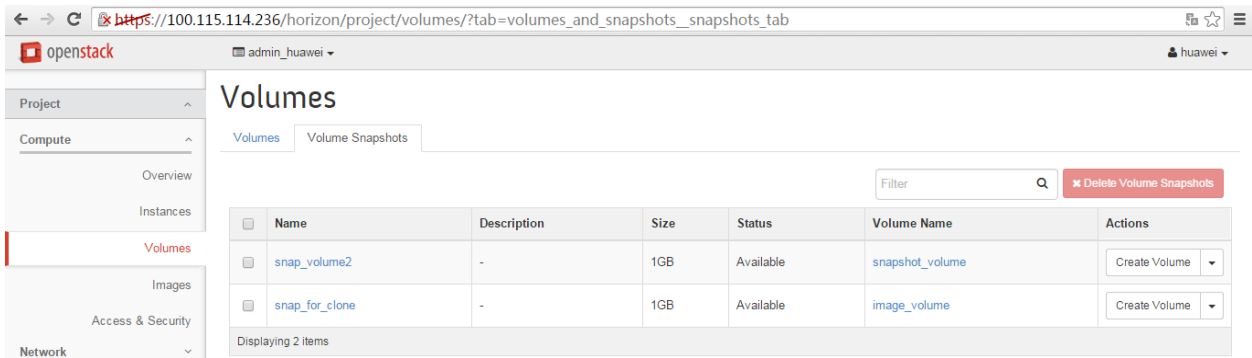 https://100.115.114.236/horizon/project/volumes/?tab=volumes_and_snapshots__snapshots_tab
openstack admin_huawei huawei
Project
Compute
Overview
Instances
Volumes
Images
Access & Security
Network
Volumes
Volumes Volume Snapshots
Filter Delete Volume Snapshots
Name Description Size Status Volume Name Actions
snap_volume2 - 1GB Available snapshot_volume Create Volume
snap_for_clone - 1GB Available image_volume Create Volume
Displaying 2 items